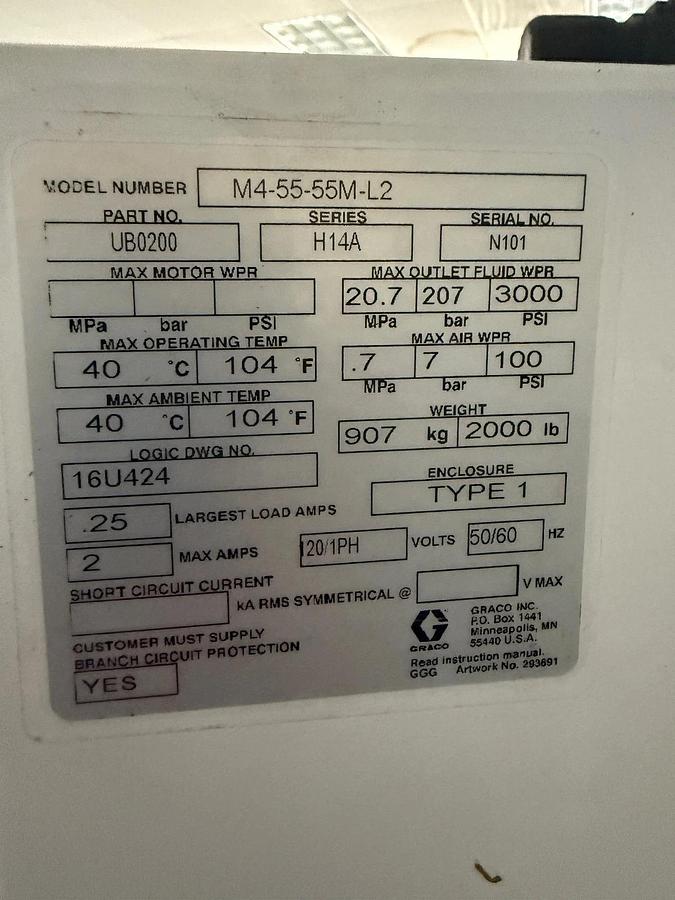 MODEL NUMBER M4-55-55M-L2
PART NO. SERIES SERIAL NO.
UB0200 H14A N101
MAX MOTOR WPR MAX OUTLET FLUID WPR
20.7 207 3000
MPa bar PSI MPa bar PSI
MAX OPERATING TEMP MAX AIR WPR
40 °C 104 °F .7 7 100
MPa bar PSI
MAX AMBIENT TEMP WEIGHT
40 °C 104 °F 907 kg 2000 lb
LOGIC DWG NO. ENCLOSURE
16U424 TYPE 1
.25 LARGEST LOAD AMPS
2 MAX AMPS 120/1PH VOLTS 50/60 HZ
SHORT CIRCUIT CURRENT
kA RMS SYMMETRICAL @ V MAX
CUSTOMER MUST SUPPLY
BRANCH CIRCUIT PROTECTION
YES
GRACO
GRACO INC.
P.O. Box 1441
Minneapolis, MN
55440 U.S.A.
Read instruction manual.
GGG Artwork No. 293691